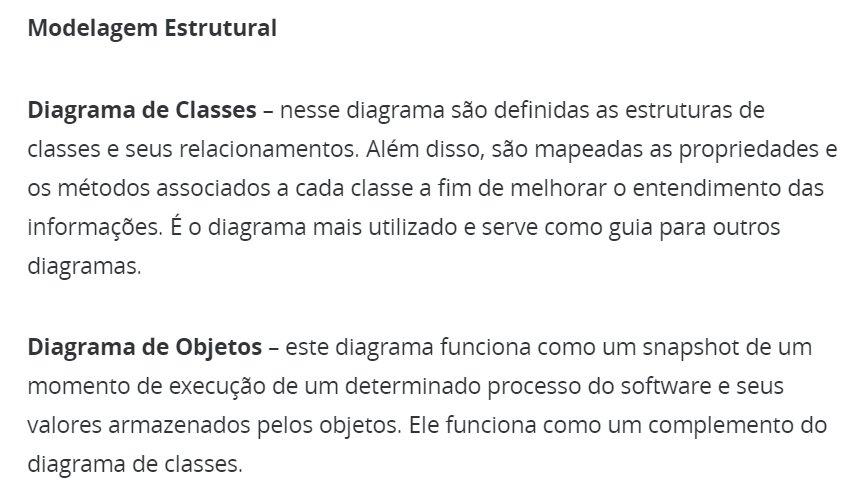 Modelagem Estrutural
Diagrama de Classes – nesse diagrama são definidas as estruturas de
classes e seus relacionamentos. Além disso, são mapeadas as propriedades e
os métodos associados a cada classe a fim de melhorar o entendimento das
informações. É o diagrama mais utilizado e serve como guia para outros
diagramas.
Diagrama de Objetos – este diagrama funciona como um snapshot de um
momento de execução de um determinado processo do software e seus
valores armazenados pelos objetos. Ele funciona como um complemento do
diagrama de classes.